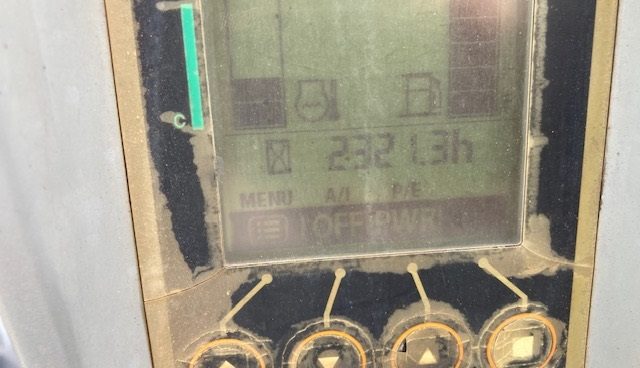 C
2321.3h
MENU A/I P/E
OFF PWR